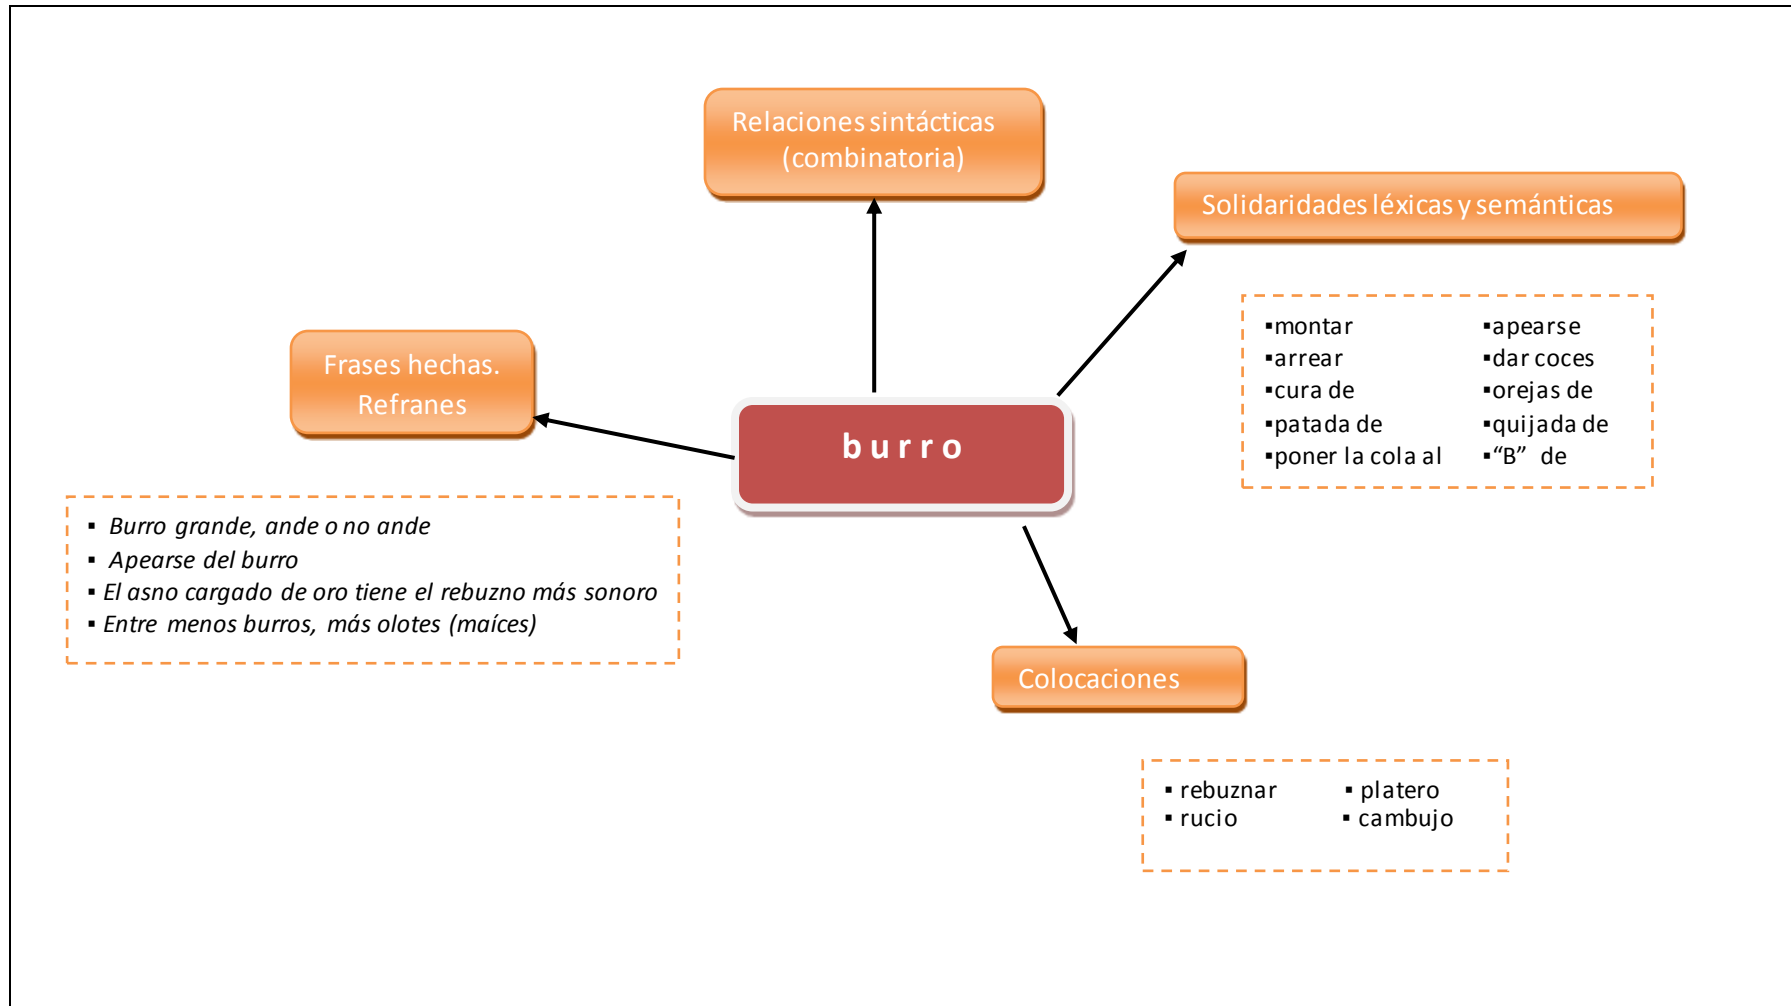 Relaciones sintácticas
(combinatoria)
Solidaridades léxicas y semánticas
▪montar ▪apearse
▪arrear ▪dar coces
▪cura de ▪orejas de
▪patada de ▪quijada de
▪poner la cola al ▪“B” de
Frases hechas.
Refranes
burro
▪ Burro grande, ande o no ande
▪ Apearse del burro
▪ El asno cargado de oro tiene el rebuzno más sonoro
▪ Entre menos burros, más olotes (maíces)
Colocaciones
▪ rebuznar ▪ platero
▪ rucio ▪ cambujo